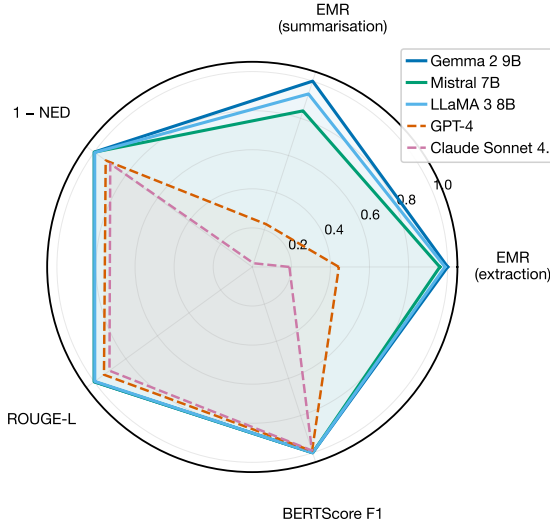 EMR
(summarisation)
Gemma 2 9B
Mistral 7B
LLaMA 3 8B
GPT-4
Claude Sonnet 4.
1 – NED
1.0
0.8
0.6
0.4
0.2
EMR
(extraction)
ROUGE-L
BERTScore F1